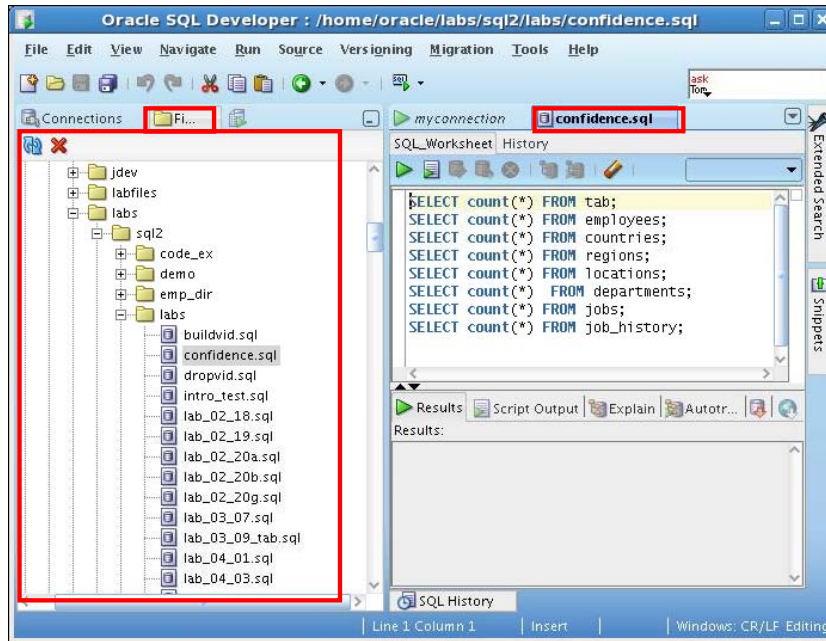 Oracle SQL Developer : /home/oracle/labs/sql2/labs/confidence.sql
File Edit View Navigate Run Source Versioning Migration Tools Help
ask
Tom
Connections
Fi...
myconnection
confidence.sql
SQL_Worksheet History
jdev
labfiles
labs
sql2
code_ex
demo
emp_dir
labs
buildvid.sql
confidence.sql
dropvid.sql
intro_test.sql
lab_02_18.sql
lab_02_19.sql
lab_02_20a.sql
lab_02_20b.sql
lab_02_20g.sql
lab_03_07.sql
lab_03_09_tab.sql
lab_04_01.sql
lab_04_03.sql
SELECT count(*) FROM tab;
SELECT count(*) FROM employees;
SELECT count(*) FROM countries;
SELECT count(*) FROM regions;
SELECT count(*) FROM locations;
SELECT count(*)  FROM departments;
SELECT count(*) FROM jobs;
SELECT count(*) FROM job_history;
Extended Search
Snippets
Results Script Output Explain Autotr...
Results:
SQL History
Line 1 Column 1 Insert Windows: CR/LF Editing